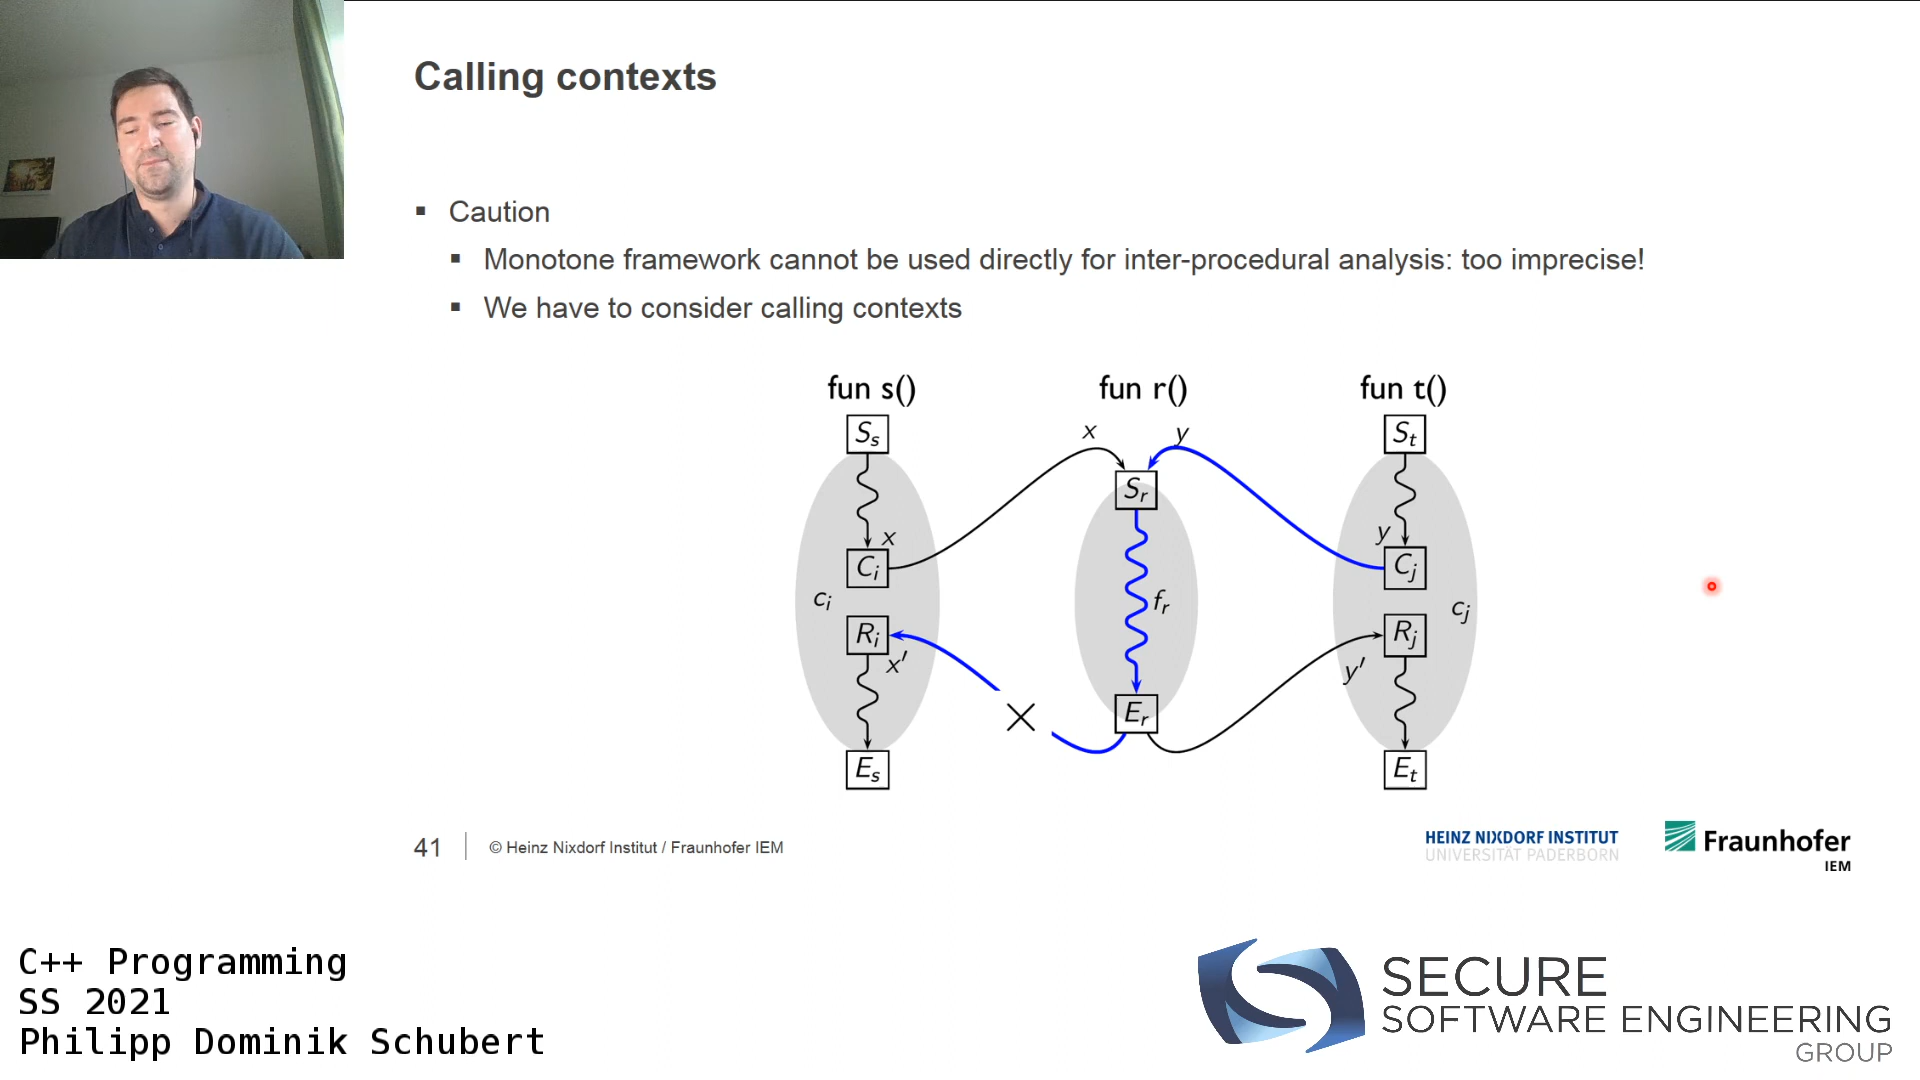 Calling contexts
▪ Caution
▪ Monotone framework cannot be used directly for inter-procedural analysis: too imprecise!
▪ We have to consider calling contexts
fun s() fun r() fun t()
x y
Ss St
Sr
x y
Ci Cj
ci fr cj
Ri Rj
x′ y′
Er
Es Et
41 © Heinz Nixdorf Institut / Fraunhofer IEM
HEINZ NIXDORF INSTITUT
UNIVERSITÄT PADERBORN
Fraunhofer
IEM
C++ Programming
SS 2021
Philipp Dominik Schubert
SECURE
SOFTWARE ENGINEERING
GROUP